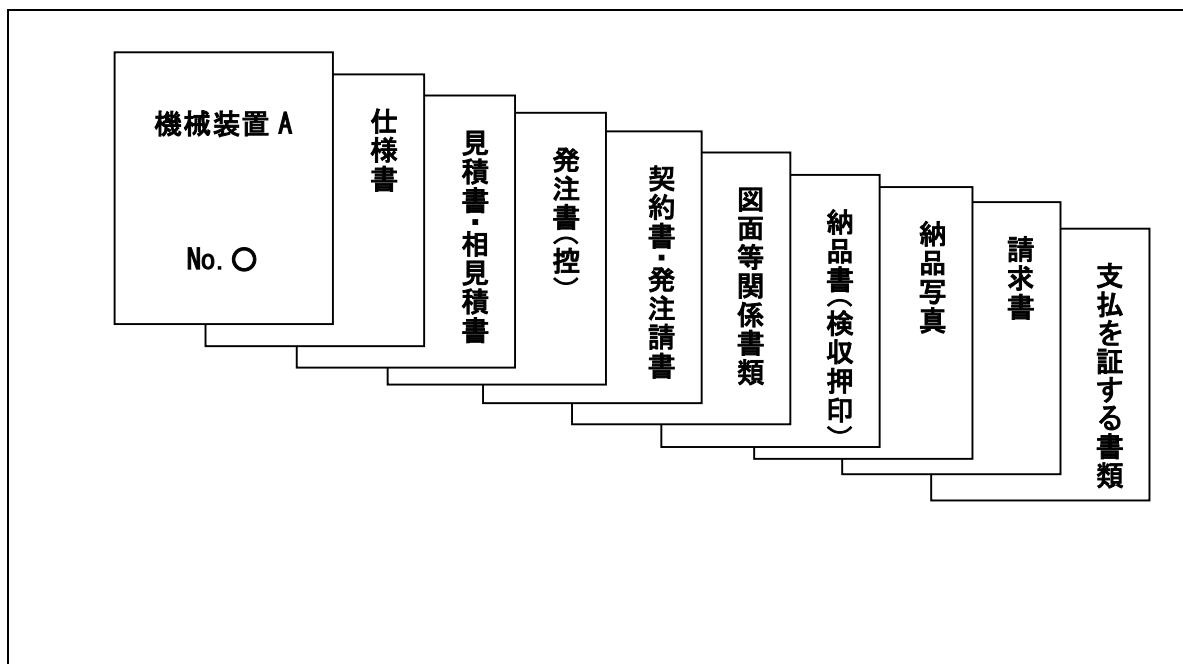 機械装置 A
No. ○
仕様書
見積書・相見積書
発注書(控)
契約書・発注請書
図面等関係書類
納品書(検収押印)
納品写真
請求書
支払を証する書類